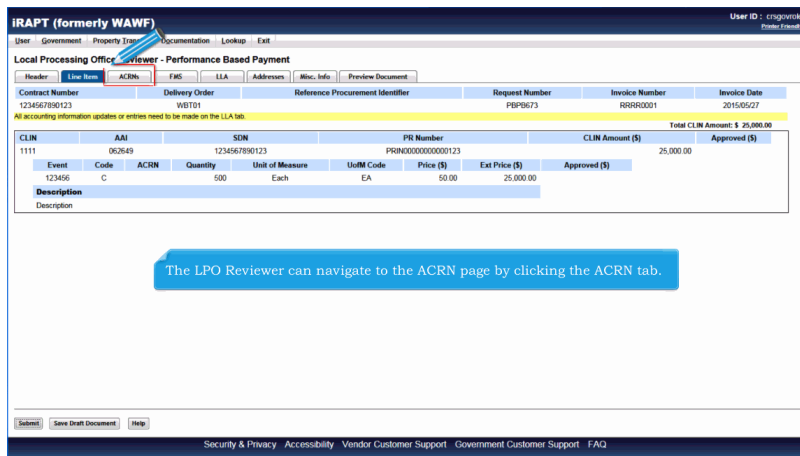 iRAPT (formerly WAWF)
User ID : crsgovrok
Printer Friendly
User Government Property Documentation Lookup Exit
Local Processing Office Reviewer - Performance Based Payment
Header Line Item ACRNs FMS LLA Addresses Misc. Info Preview Document
Contract Number Delivery Order Reference Procurement Identifier Request Number Invoice Number Invoice Date
1234567890123 WBT01 PBPB673 RRRR0001 2015/05/27
All accounting information updates or entries need to be made on the LLA tab.
Total CLIN Amount: $ 25,000.00
CLIN AAI SDN PR Number CLIN Amount ($) Approved ($)
1111 062649 1234567890123 PRIN00000000000123 25,000.00
Event Code ACRN Quantity Unit of Measure UofM Code Price ($) Ext Price ($) Approved ($)
123456 C 500 Each EA 50.00 25,000.00
Description
Description
The LPO Reviewer can navigate to the ACRN page by clicking the ACRN tab.
Submit Save Draft Document Help
Security & Privacy Accessibility Vendor Customer Support Government Customer Support FAQ